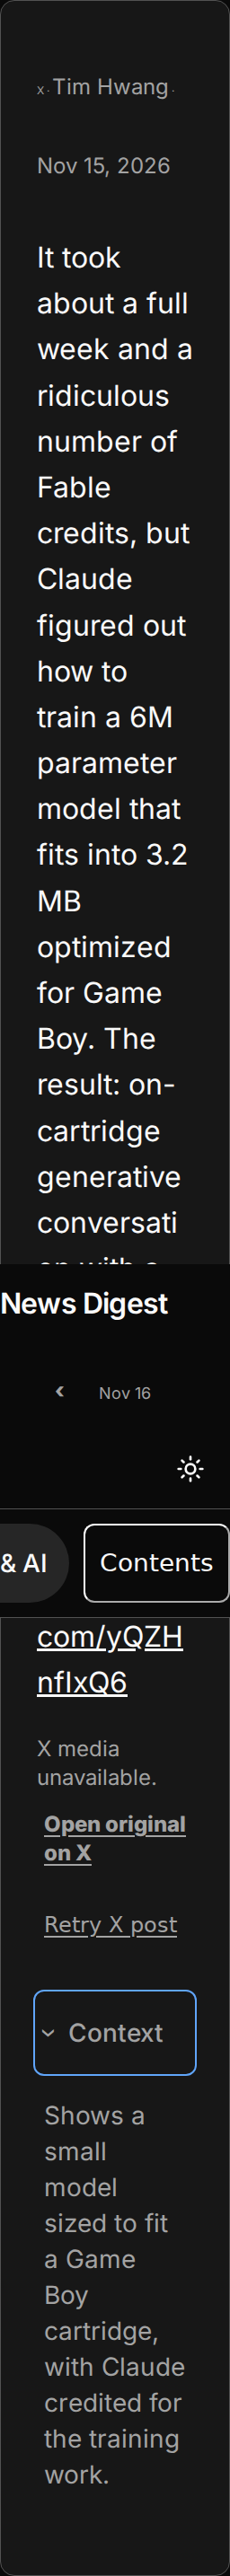 X · Tim Hwang ·
Nov 15, 2026
It took
about a full
week and a
ridiculous
number of
Fable
credits, but
Claude
figured out
how to
train a 6M
parameter
model that
fits into 3.2
MB
optimized
for Game
Boy. The
result: on-
cartridge
generative
conversati
on with a
News Digest
‹ Nov 16
& AI Contents
com/yQZH
nfIxQ6
X media
unavailable.
Open original
on X
Retry X post
Context
Shows a
small
model
sized to fit
a Game
Boy
cartridge,
with Claude
credited for
the training
work.